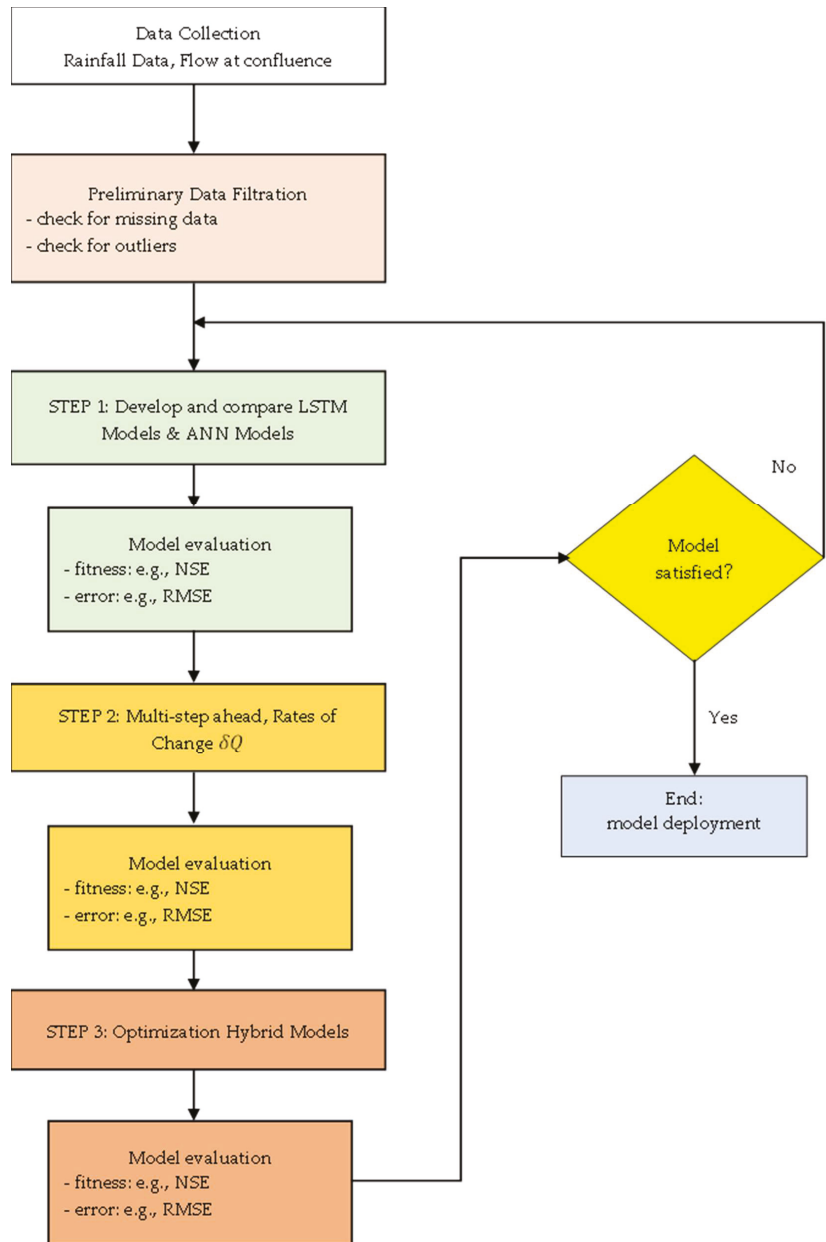 Data Collection
Rainfall Data, Flow at confluence
Preliminary Data Filtration
- check for missing data
- check for outliers
STEP 1: Develop and compare LSTM
Models & ANN Models
Model evaluation
- fitness: e.g., NSE
- error: e.g., RMSE
STEP 2: Multi-step ahead, Rates of
Change δQ
Model evaluation
- fitness: e.g., NSE
- error: e.g., RMSE
STEP 3: Optimization Hybrid Models
Model evaluation
- fitness: e.g., NSE
- error: e.g., RMSE
Model
satisfied?
No
Yes
End:
model deployment